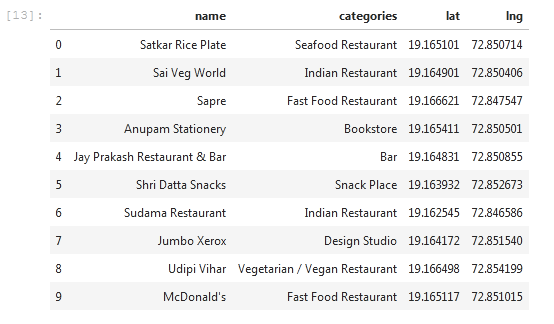 [13]:
name categories lat lng
0 Satkar Rice Plate Seafood Restaurant 19.165101 72.850714
1 Sai Veg World Indian Restaurant 19.164901 72.850406
2 Sapre Fast Food Restaurant 19.166621 72.847547
3 Anupam Stationery Bookstore 19.165411 72.850501
4 Jay Prakash Restaurant & Bar Bar 19.164831 72.850855
5 Shri Datta Snacks Snack Place 19.163932 72.852673
6 Sudama Restaurant Indian Restaurant 19.162545 72.846586
7 Jumbo Xerox Design Studio 19.164172 72.851540
8 Udipi Vihar Vegetarian / Vegan Restaurant 19.166498 72.854199
9 McDonald's Fast Food Restaurant 19.165117 72.851015